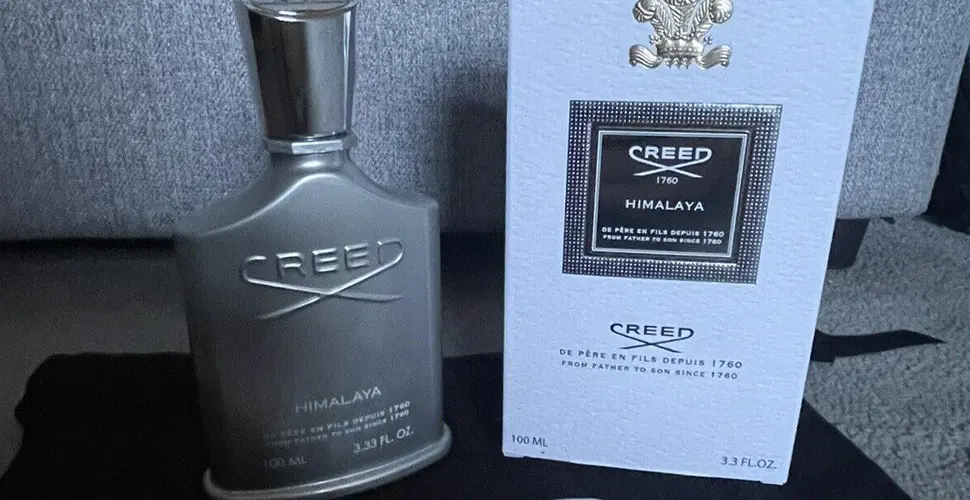 CREED
HIMALAYA
DE PÈRE EN FILS DEPUIS 1760
FROM FATHER TO SON SINCE 1760
100 ML 3.33 FL. OZ.
CREED
1760
HIMALAYA
DE PÈRE EN FILS DEPUIS 1760
FROM FATHER TO SON SINCE 1760
CREED
DE PÈRE EN FILS DEPUIS 1760
FROM FATHER TO SON SINCE 1760
100 ML 3.3 FL.OZ.